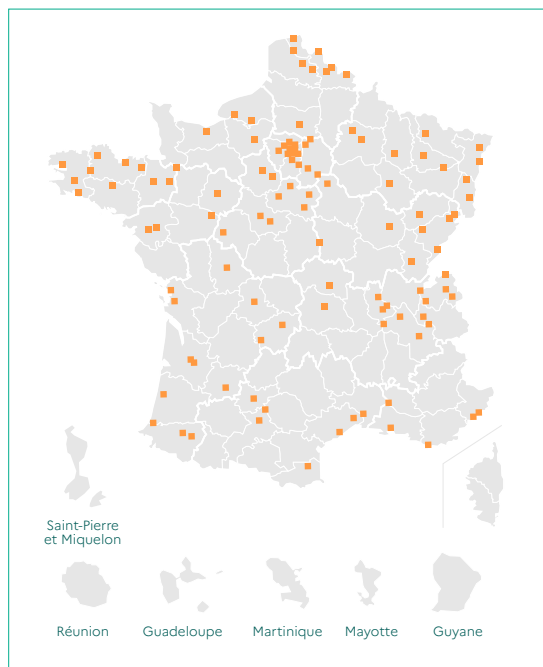 Saint-Pierre
et Miquelon
Réunion
Guadeloupe
Martinique
Mayotte
Guyane